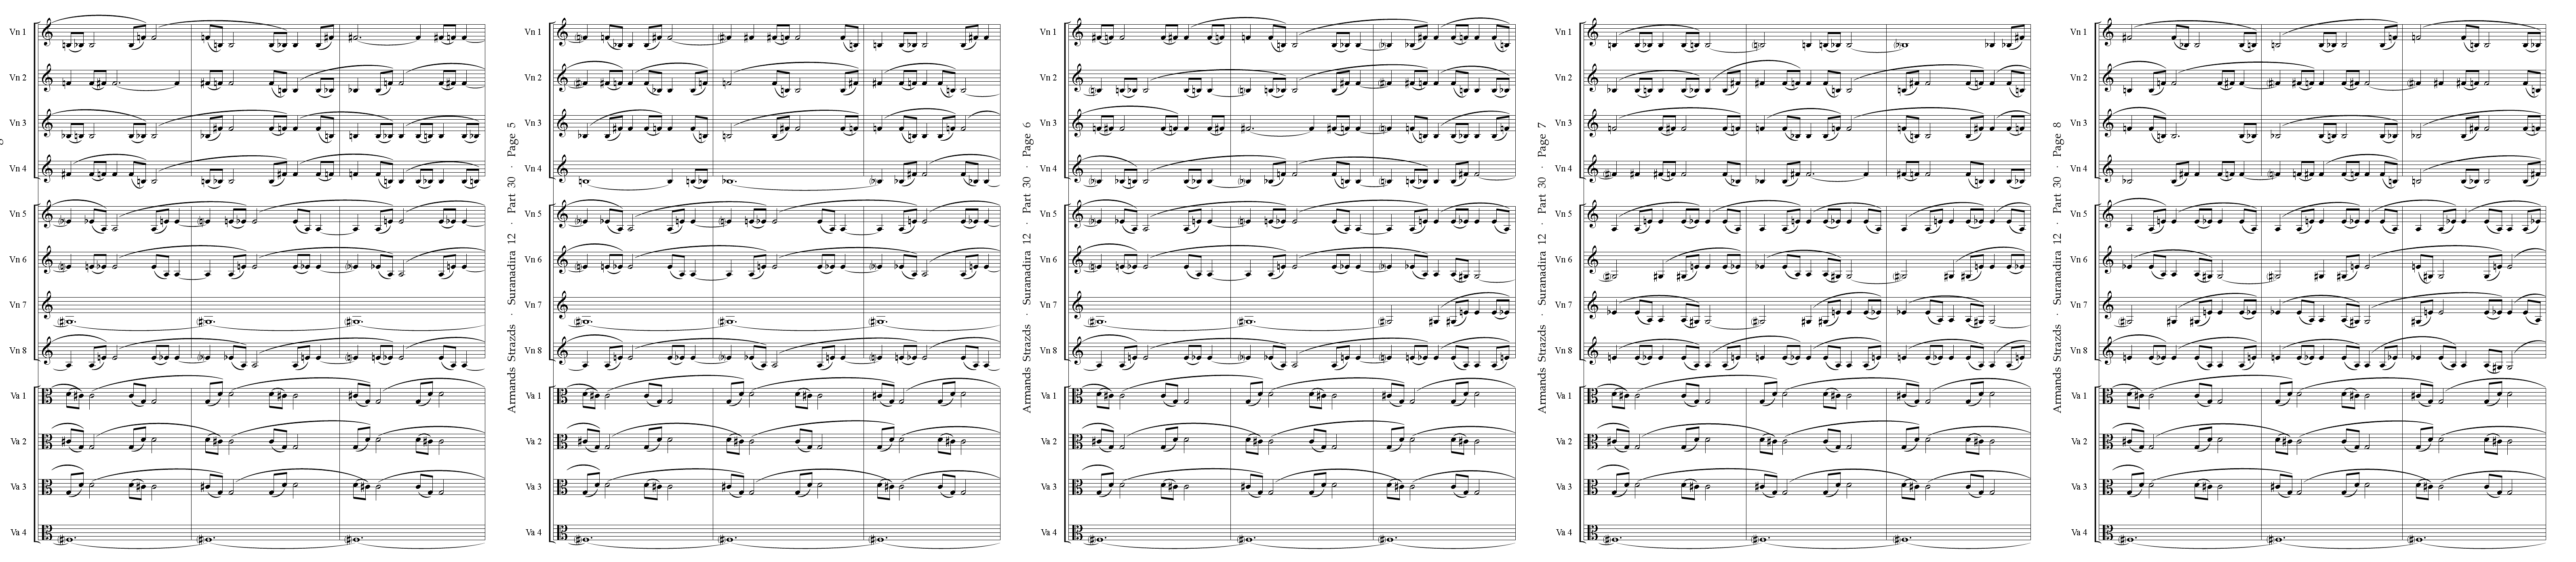 Vn 1
Vn 2
Vn 3
Vn 4
Vn 5
Vn 6
Vn 7
Vn 8
Va 1
Va 2
Va 3
Va 4
Armands Strazds · Suranadira 12 · Part 30 · Page 5
Vn 1
Vn 2
Vn 3
Vn 4
Vn 5
Vn 6
Vn 7
Vn 8
Va 1
Va 2
Va 3
Va 4
Armands Strazds · Suranadira 12 · Part 30 · Page 6
Vn 1
Vn 2
Vn 3
Vn 4
Vn 5
Vn 6
Vn 7
Vn 8
Va 1
Va 2
Va 3
Va 4
Armands Strazds · Suranadira 12 · Part 30 · Page 7
Vn 1
Vn 2
Vn 3
Vn 4
Vn 5
Vn 6
Vn 7
Vn 8
Va 1
Va 2
Va 3
Va 4
Armands Strazds · Suranadira 12 · Part 30 · Page 8
Vn 1
Vn 2
Vn 3
Vn 4
Vn 5
Vn 6
Vn 7
Vn 8
Va 1
Va 2
Va 3
Va 4